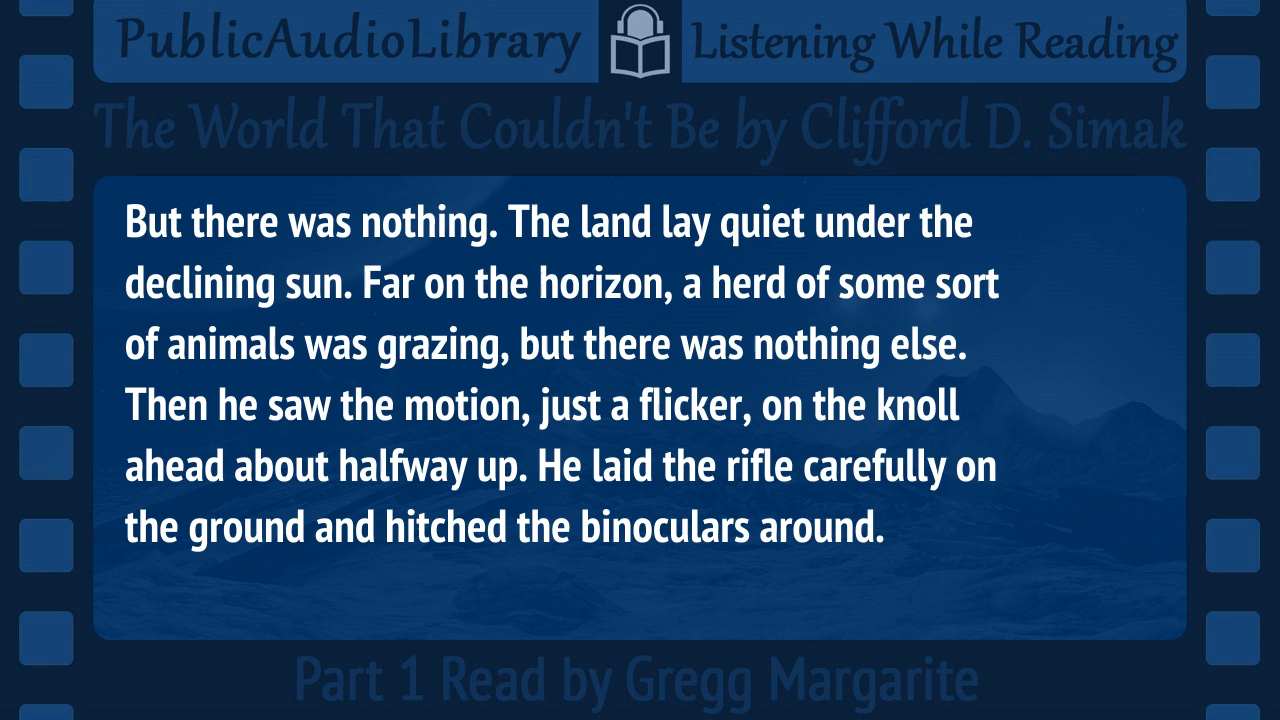 PublicAudioLibrary Listening While Reading
The World That Couldn't Be by Clifford D. Simak
But there was nothing. The land lay quiet under the
declining sun. Far on the horizon, a herd of some sort
of animals was grazing, but there was nothing else.
Then he saw the motion, just a flicker, on the knoll
ahead about halfway up. He laid the rifle carefully on
the ground and hitched the binoculars around.
Part 1 Read by Gregg Margarite